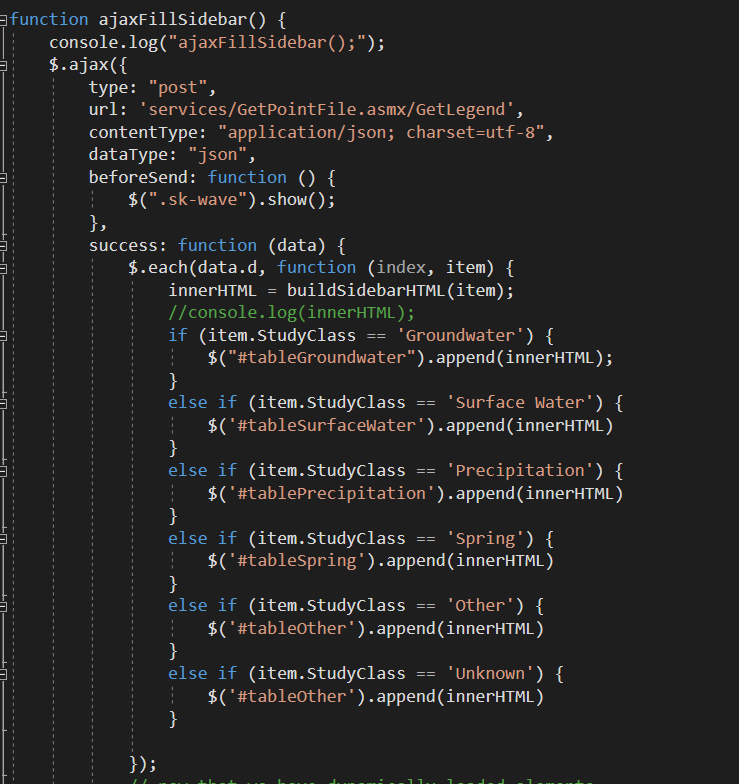 function ajaxFillSidebar() {
    console.log("ajaxFillSidebar();");
    $.ajax({
        type: "post",
        url: 'services/GetPointFile.asmx/GetLegend',
        contentType: "application/json; charset=utf-8",
        dataType: "json",
        beforeSend: function () {
            $(".sk-wave").show();
        },
        success: function (data) {
            $.each(data.d, function (index, item) {
                innerHTML = buildSidebarHTML(item);
                //console.log(innerHTML);
                if (item.StudyClass == 'Groundwater') {
                    $("#tableGroundwater").append(innerHTML);
                }
                else if (item.StudyClass == 'Surface Water') {
                    $('#tableSurfaceWater').append(innerHTML)
                }
                else if (item.StudyClass == 'Precipitation') {
                    $('#tablePrecipitation').append(innerHTML)
                }
                else if (item.StudyClass == 'Spring') {
                    $('#tableSpring').append(innerHTML)
                }
                else if (item.StudyClass == 'Other') {
                    $('#tableOther').append(innerHTML)
                }
                else if (item.StudyClass == 'Unknown') {
                    $('#tableOther').append(innerHTML)
                }
            });
            // now that we have dynamically loaded elements